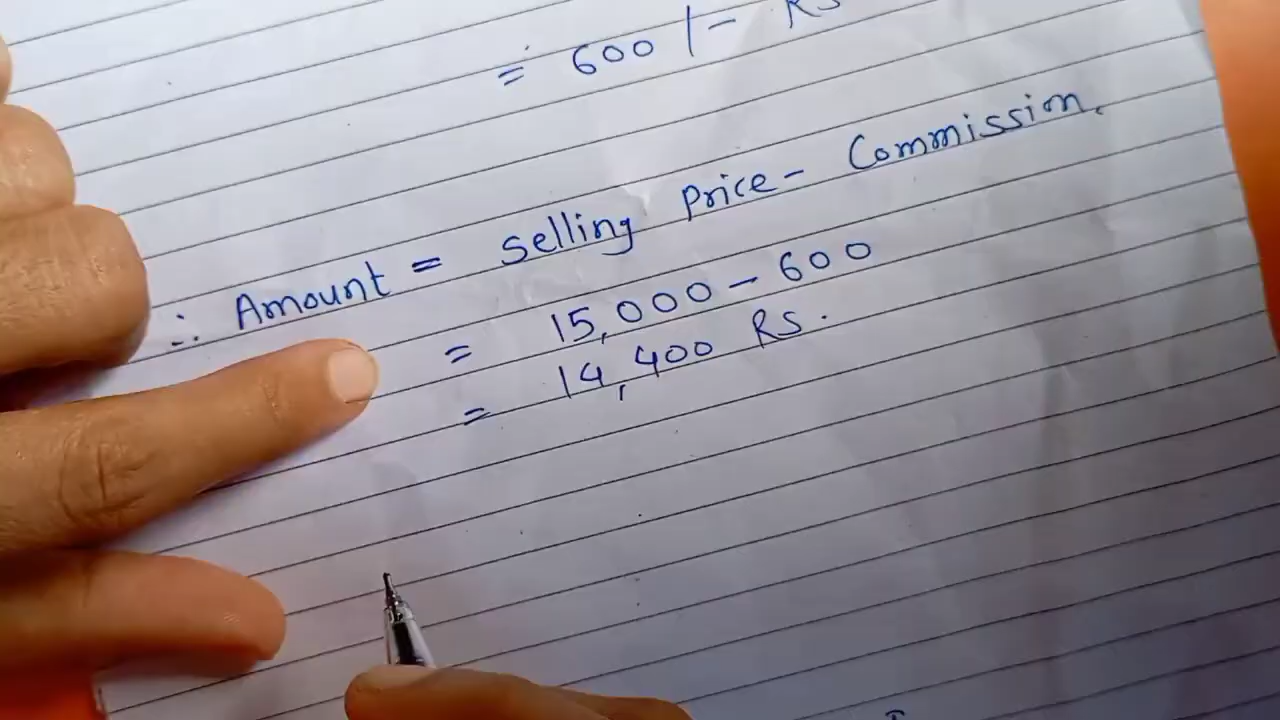 = 600 /- Rs
∴ Amount = Selling Price - Commission.
= 15,000 - 600
= 14,400 Rs.